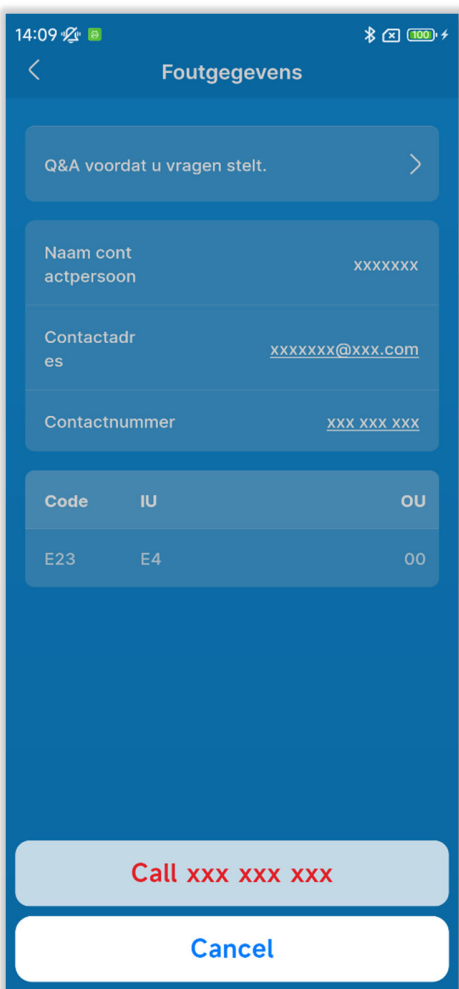 14:09
100
Foutgegevens
Q&A voordat u vragen stelt.
Naam cont
actpersoon
xxxxxxx
Contactadr
es
xxxxxxx@xxx.com
Contactnummer
xxx xxx xxx
Code IU OU
E23 E4 00
Call xxx xxx xxx
Cancel